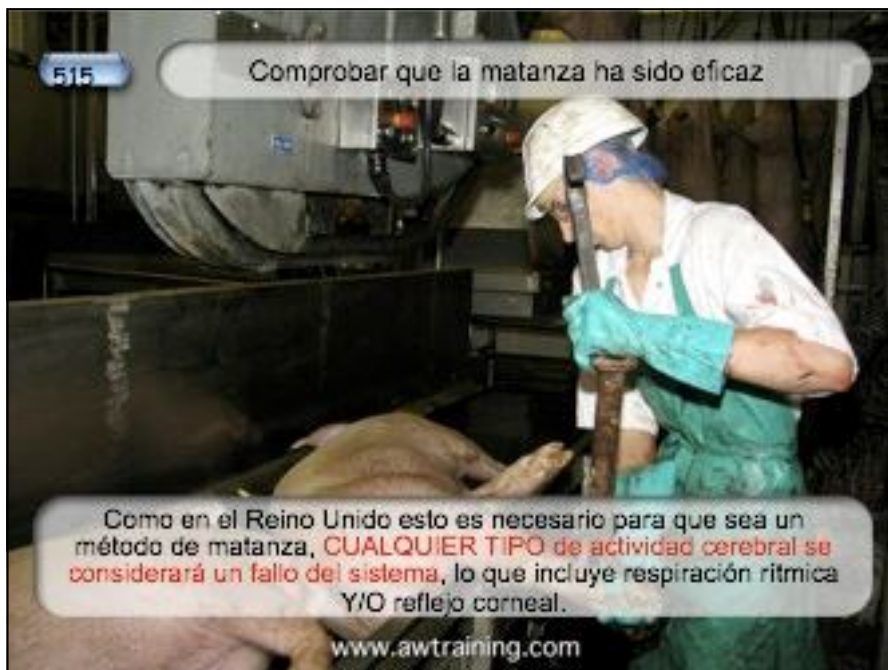 515
Comprobar que la matanza ha sido eficaz
Como en el Reino Unido esto es necesario para que sea un
método de matanza, CUALQUIER TIPO de actividad cerebral se
considerará un fallo del sistema, lo que incluye respiración rítmica
Y/O reflejo corneal.
www.awtraining.com